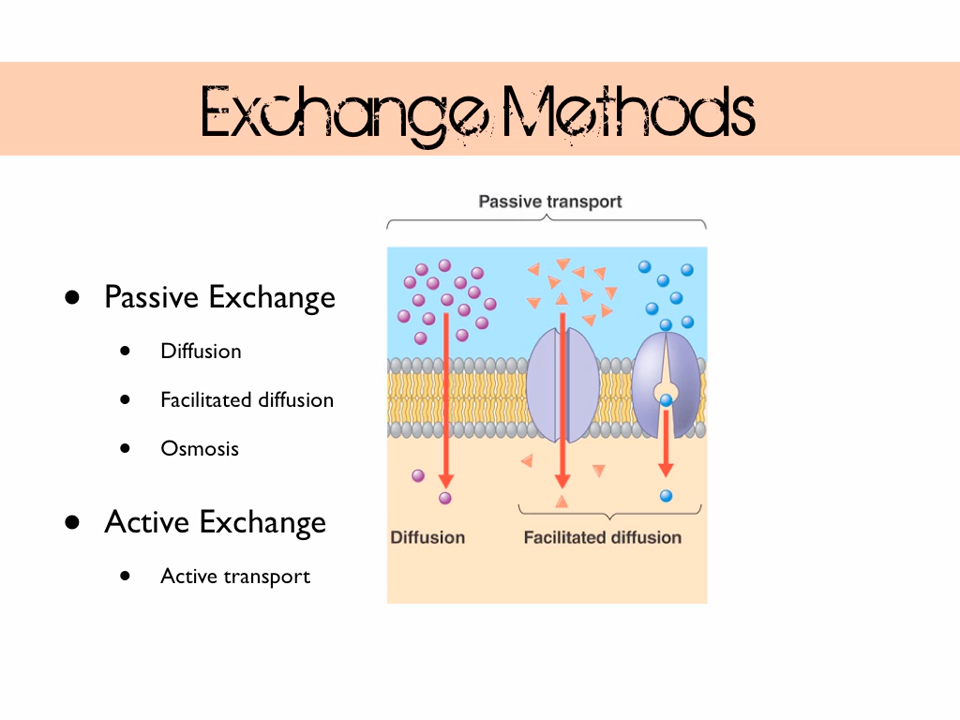 Exchange Methods
Passive transport
• Passive Exchange
• Diffusion
• Facilitated diffusion
• Osmosis
• Active Exchange
• Active transport
Diffusion
Facilitated diffusion